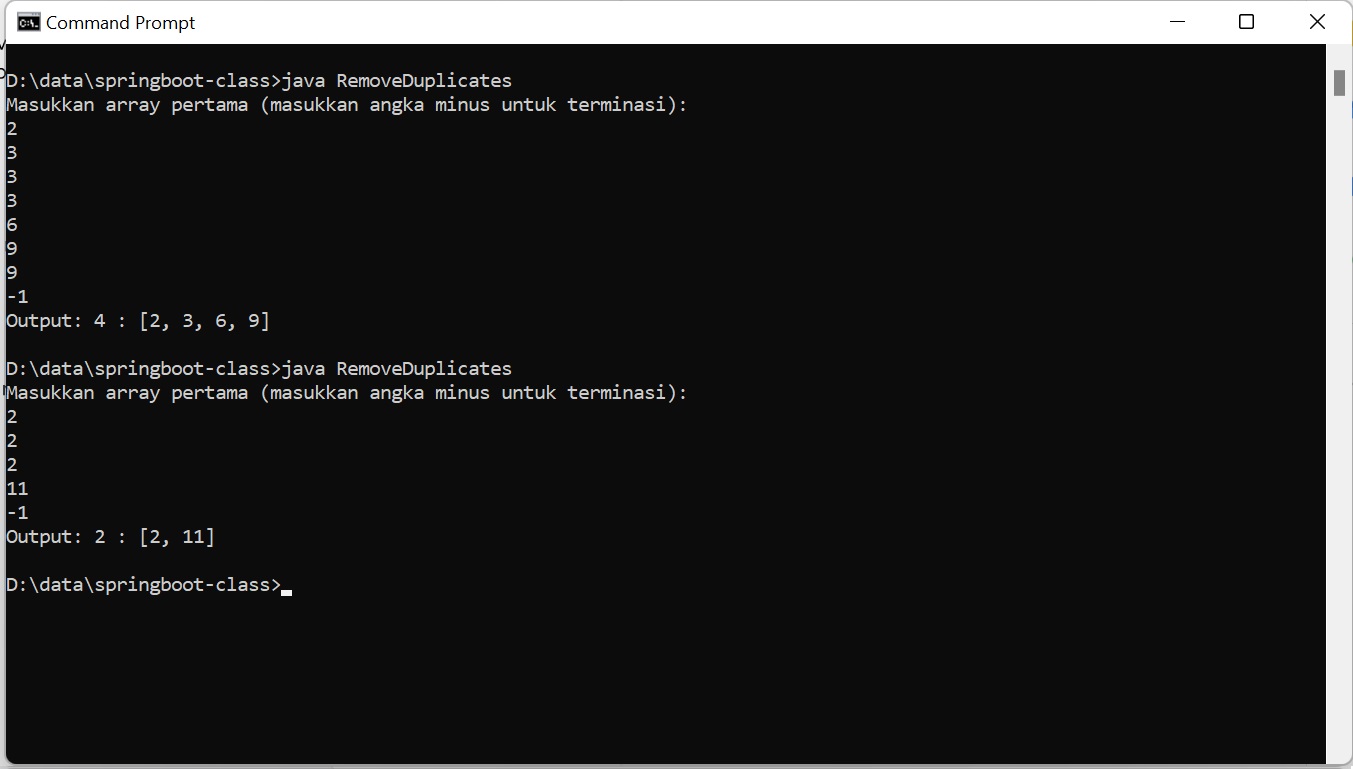 Command Prompt
D:\data\springboot-class>java RemoveDuplicates
Masukkan array pertama (masukkan angka minus untuk terminasi):
2
3
3
3
6
9
9
-1
Output: 4 : [2, 3, 6, 9]
D:\data\springboot-class>java RemoveDuplicates
Masukkan array pertama (masukkan angka minus untuk terminasi):
2
2
2
11
-1
Output: 2 : [2, 11]
D:\data\springboot-class>